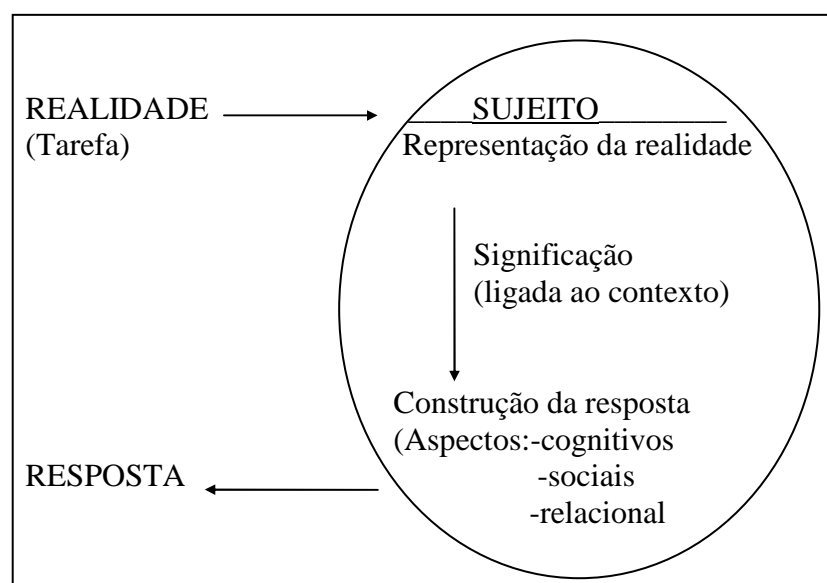 REALIDADE
(Tarefa)
SUJEITO
Representação da realidade
Significação
(ligada ao contexto)
Construção da resposta
(Aspectos:-cognitivos
-sociais
-relacional
RESPOSTA